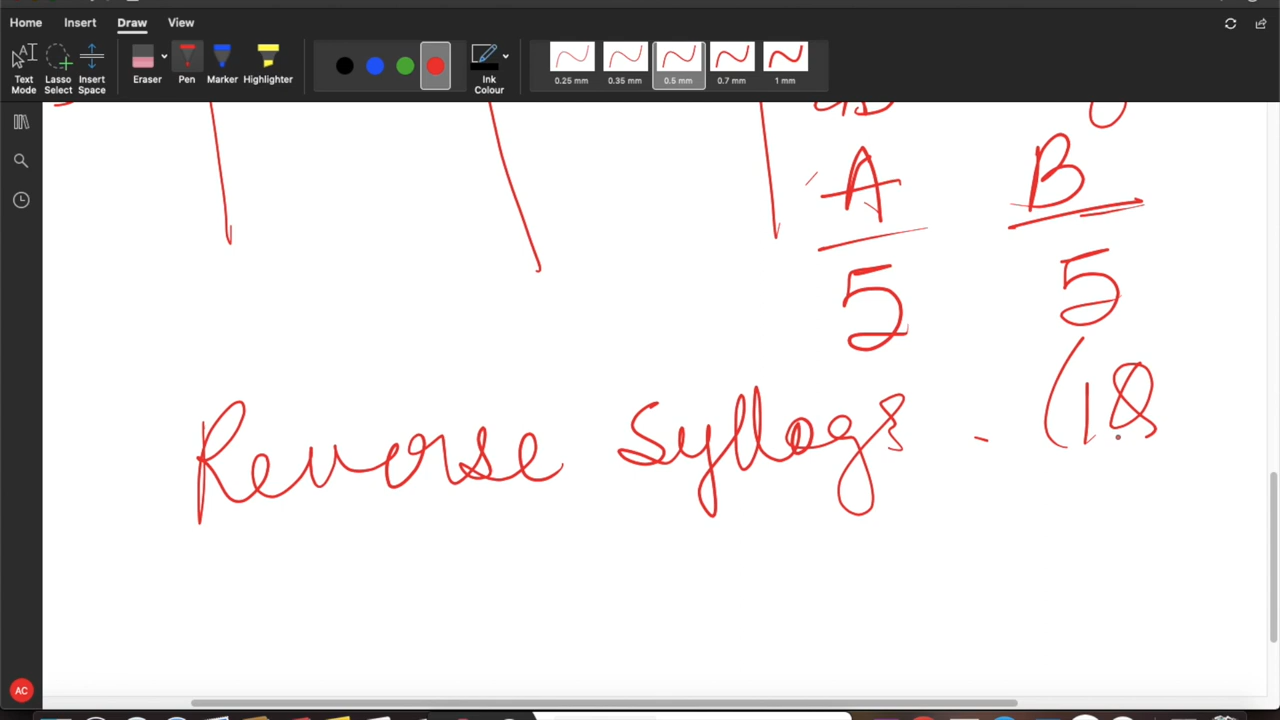 Home Insert Draw View
Text Mode Lasso Select Insert Space Eraser Pen Marker Highlighter Ink Colour 0.25 mm 0.35 mm 0.5 mm 0.7 mm 1 mm
A B
5 5
(18
Reverse Syllogs -
AC